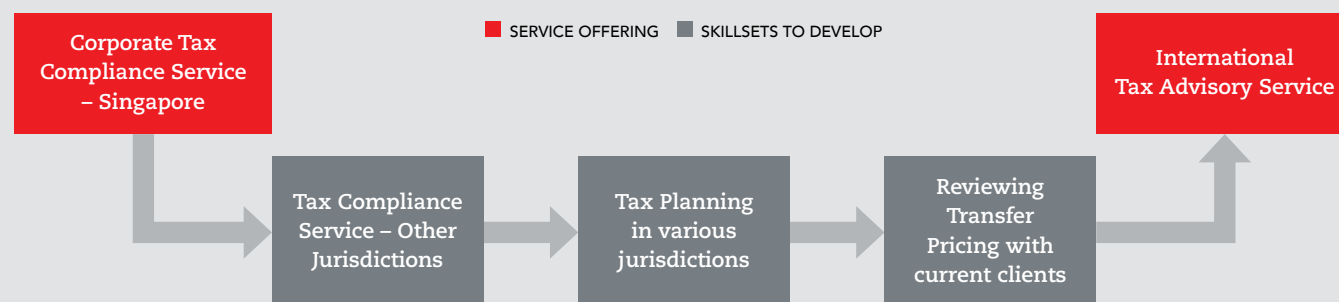 SERVICE OFFERING
SKILLSETS TO DEVELOP
Corporate Tax
Compliance Service
– Singapore
Tax Compliance
Service – Other
Jurisdictions
Tax Planning
in various
jurisdictions
Reviewing
Transfer
Pricing with
current clients
International
Tax Advisory Service